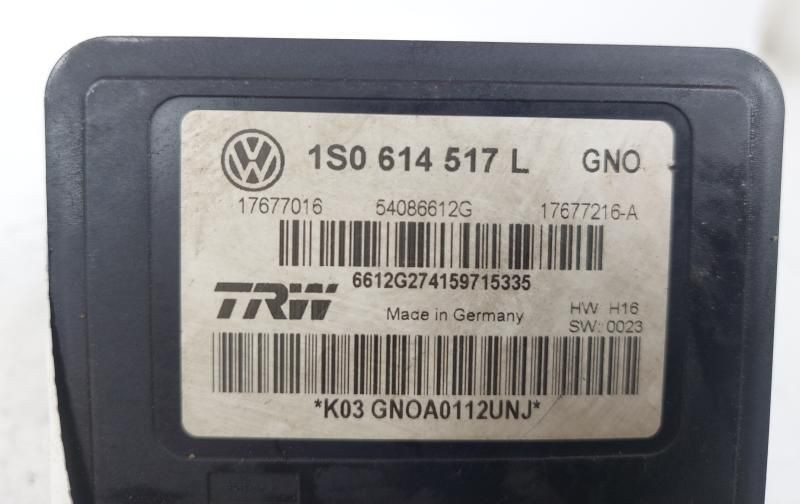 1S0 614 517 L GNO
17677016 54086612G 17677216-A
6612G274159715335
TRW Made in Germany HW H16
SW: 0023
*K03 GNOA0112UNJ*